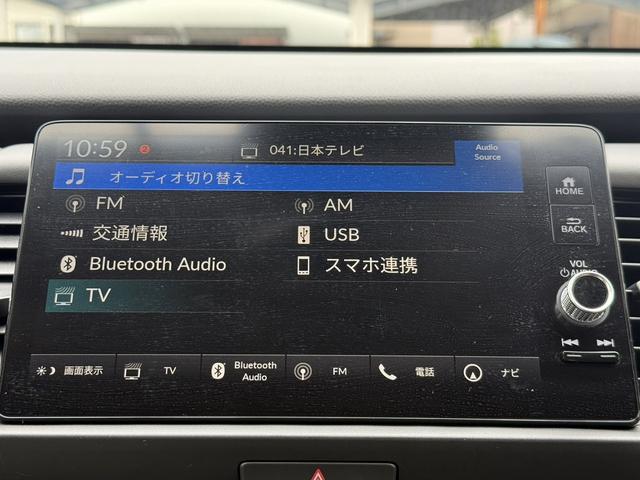 10:59 2 041:日本テレビ Audio Source
オーディオ切り替え
HOME
FM AM
BACK
交通情報 USB
Bluetooth Audio スマホ連携
VOL
AUDIO
TV
画面表示 TV Bluetooth Audio FM 電話 ナビ